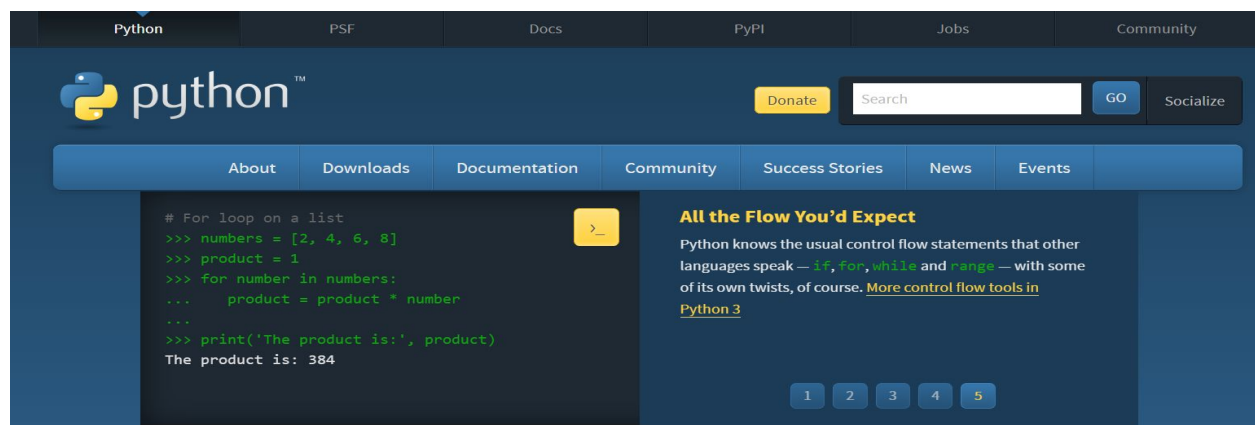 Python PSF Docs PyPI Jobs Community
python™
Donate Search GO Socialize
About Downloads Documentation Community Success Stories News Events
# For loop on a list
>>> numbers = [2, 4, 6, 8]
>>> product = 1
>>> for number in numbers:
...    product = product * number
...
>>> print('The product is:', product)
The product is: 384
>_
All the Flow You’d Expect
Python knows the usual control flow statements that other
languages speak — if, for, while and range — with some
of its own twists, of course. More control flow tools in
Python 3
1 2 3 4 5